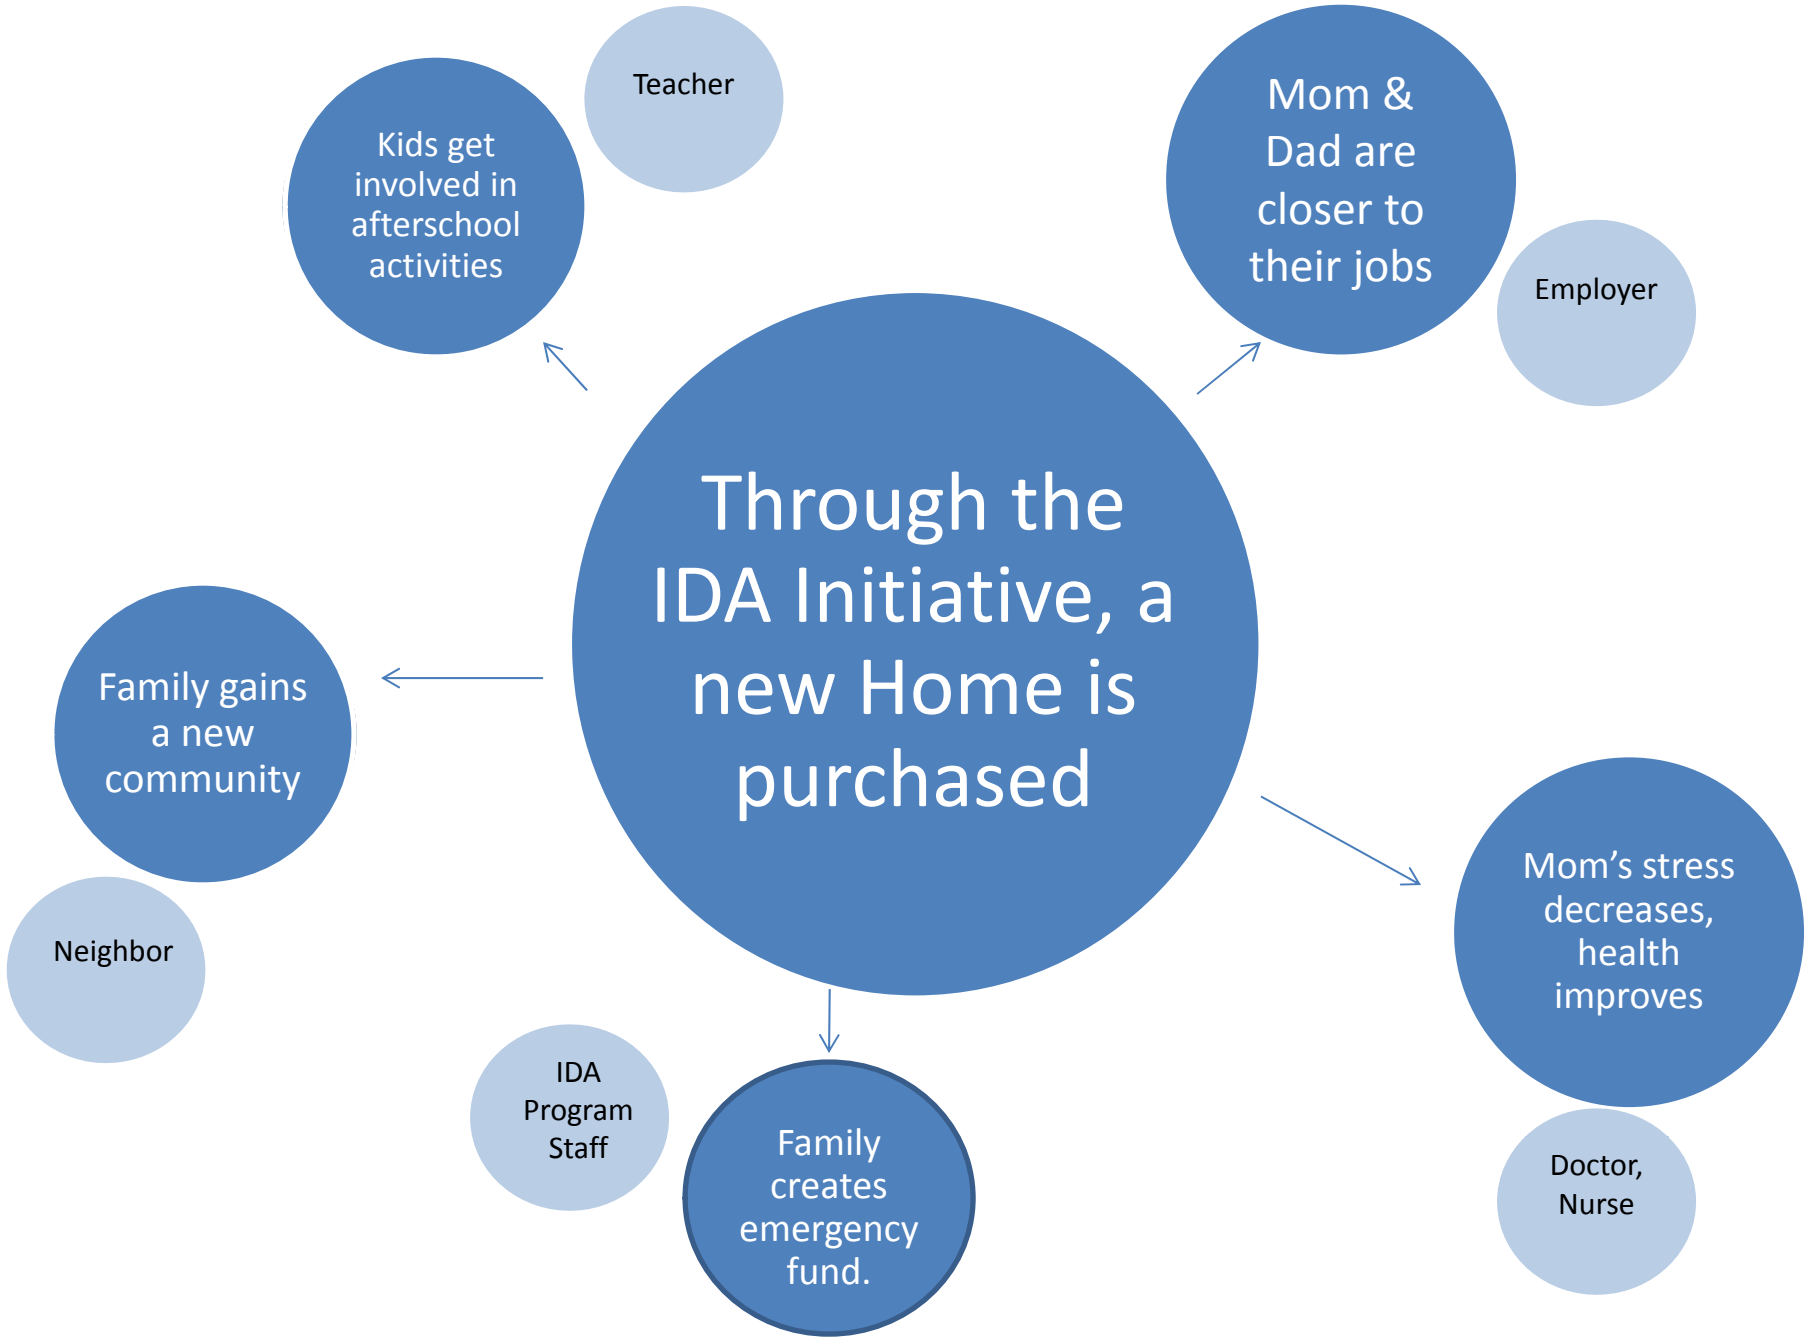 Teacher
Kids get
involved in
afterschool
activities
Mom &
Dad are
closer to
their jobs
Employer
Through the
IDA Initiative, a
new Home is
purchased
Family gains
a new
community
Neighbor
Mom’s stress
decreases,
health
improves
IDA
Program
Staff
Family
creates
emergency
fund.
Doctor,
Nurse